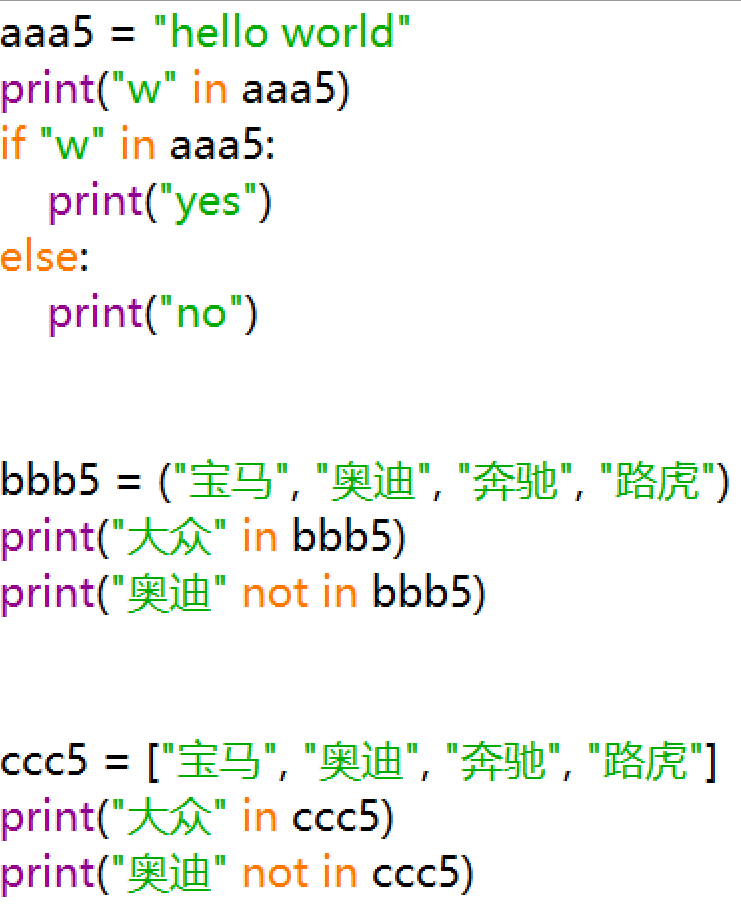 aaa5 = "hello world"
print("w" in aaa5)
if "w" in aaa5:
    print("yes")
else:
    print("no")
bbb5 = ("宝马", "奥迪", "奔驰", "路虎")
print("大众" in bbb5)
print("奥迪" not in bbb5)
ccc5 = ["宝马", "奥迪", "奔驰", "路虎"]
print("大众" in ccc5)
print("奥迪" not in ccc5)